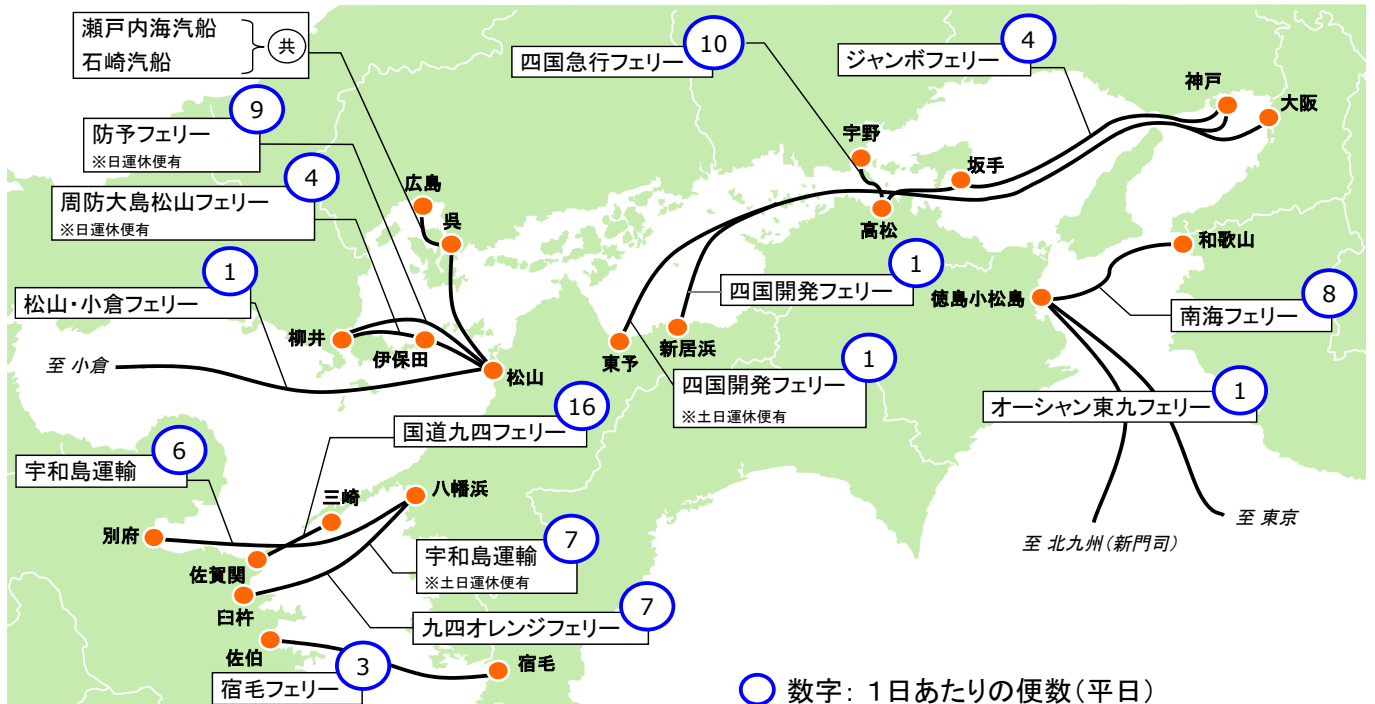 瀬戸内海汽船
石崎汽船
共
防予フェリー
※日運休便有
9
周防大島松山フェリー
※日運休便有
4
松山・小倉フェリー
1
至 小倉
広島
呉
柳井
伊保田
松山
四国急行フェリー
10
ジャンボフェリー
4
神戸
大阪
宇野
坂手
高松
和歌山
徳島小松島
四国開発フェリー
1
南海フェリー
8
東予
新居浜
四国開発フェリー
※土日運休便有
1
オーシャン東九フェリー
1
至 北九州(新門司)
至 東京
国道九四フェリー
16
宇和島運輸
6
三崎
八幡浜
別府
佐賀関
臼杵
宇和島運輸
※土日運休便有
7
九四オレンジフェリー
7
佐伯
宿毛
宿毛フェリー
3
数字: 1日あたりの便数(平日)